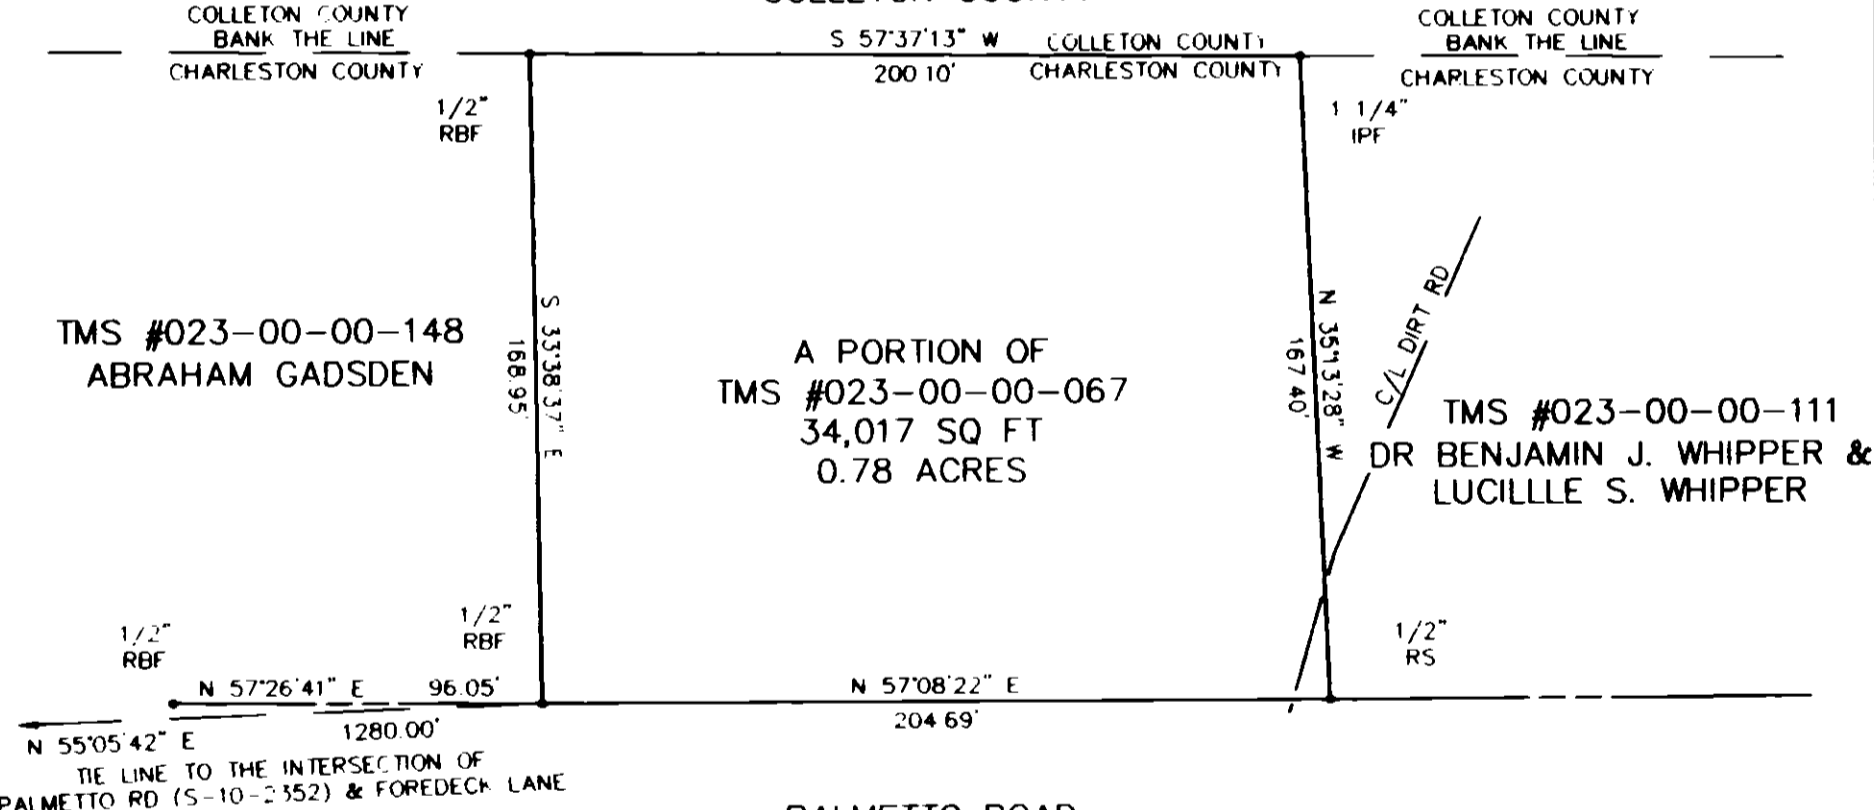 COLLETON COUNTY
COLLETON COUNTY
BANK THE LINE
CHARLESTON COUNTY
S 57°37'13" W
200.10'
COLLETON COUNTY
CHARLESTON COUNTY
COLLETON COUNTY
BANK THE LINE
CHARLESTON COUNTY
1/2"
RBF
1 1/4"
IPF
TMS #023-00-00-148
ABRAHAM GADSDEN
S 33°38'37" E
168.95'
A PORTION OF
TMS #023-00-00-067
34,017 SQ FT
0.78 ACRES
N 35°13'28" W
167.40'
C/L DIRT RD
TMS #023-00-00-111
DR BENJAMIN J. WHIPPER &
LUCILLLE S. WHIPPER
1/2"
RBF
1/2"
RBF
1/2"
RS
N 57°26'41" E 96.05'
N 57°08'22" E
204.69'
N 55°05'42" E
1280.00'
TIE LINE TO THE INTERSECTION OF
PALMETTO RD (S-10-2352) & FOREDECK LANE
PALMETTO ROAD